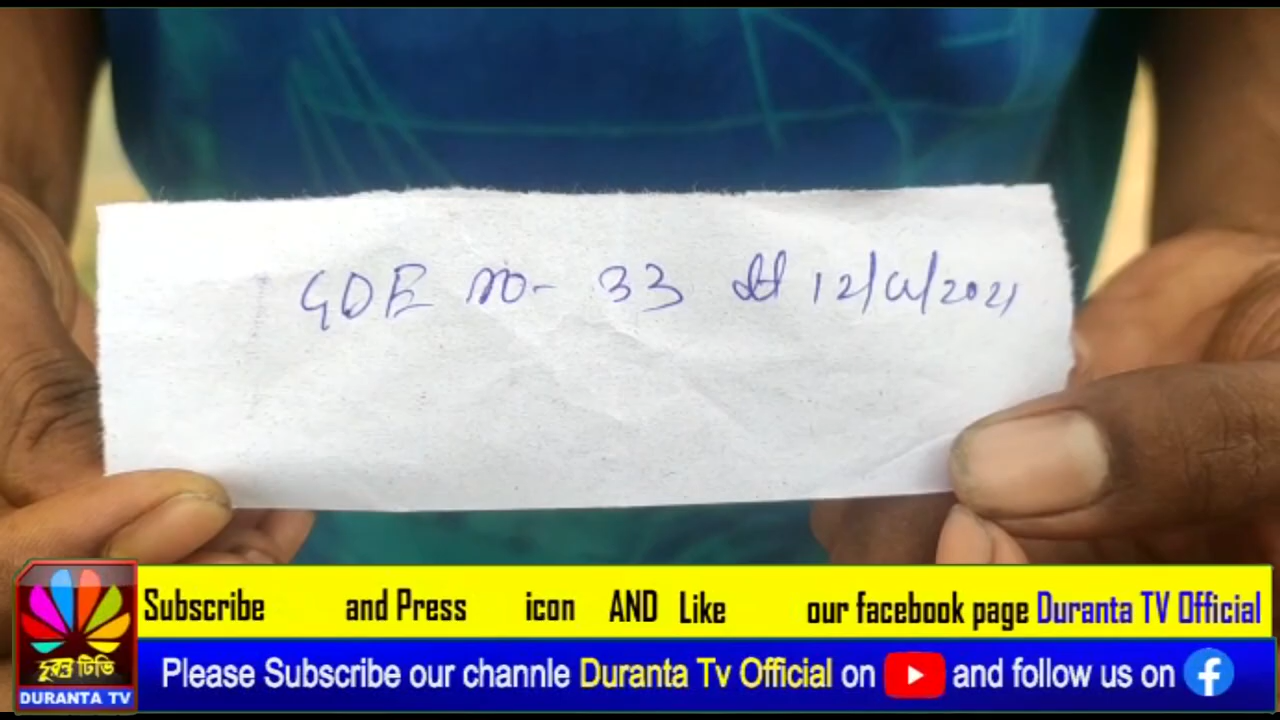 GDE no- 33 dt 12/4/2021
Subscribe and Press icon AND Like our facebook page Duranta TV Official
Please Subscribe our channle Duranta Tv Official on and follow us on
দুরন্ত টিভি
DURANTA TV